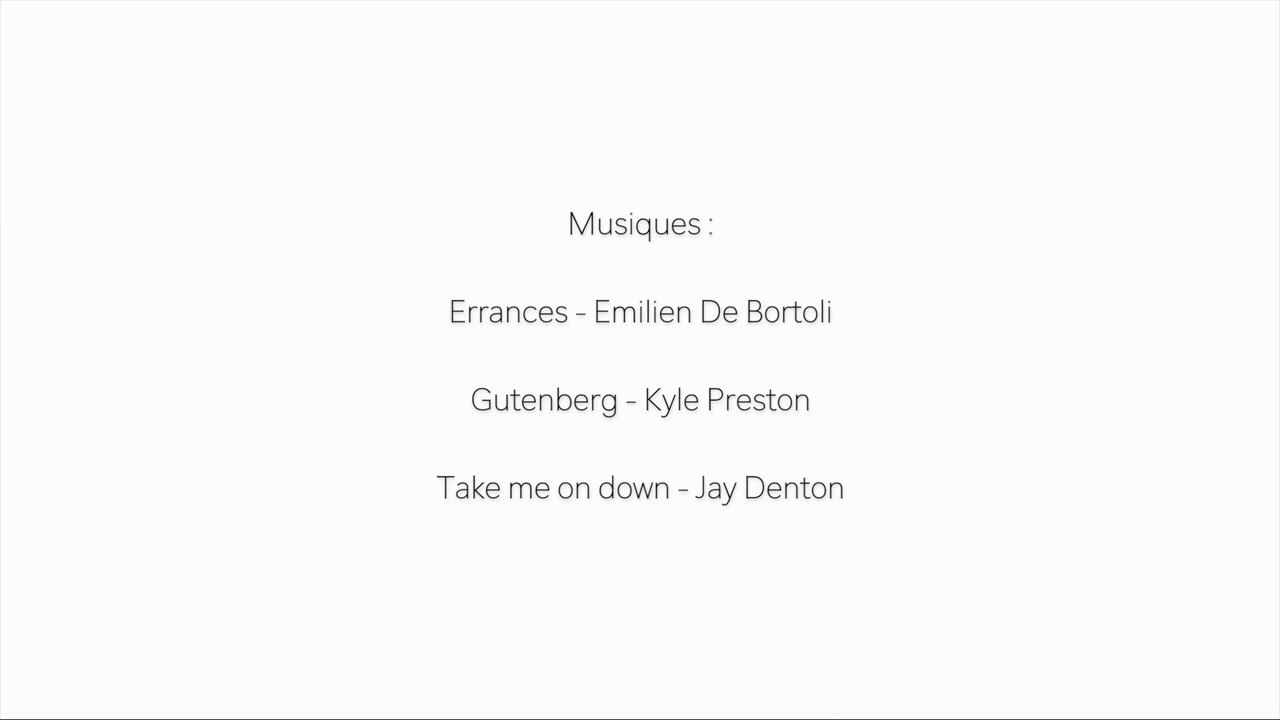 Musiques :
Errances - Emilien De Bortoli
Gutenberg - Kyle Preston
Take me on down - Jay Denton